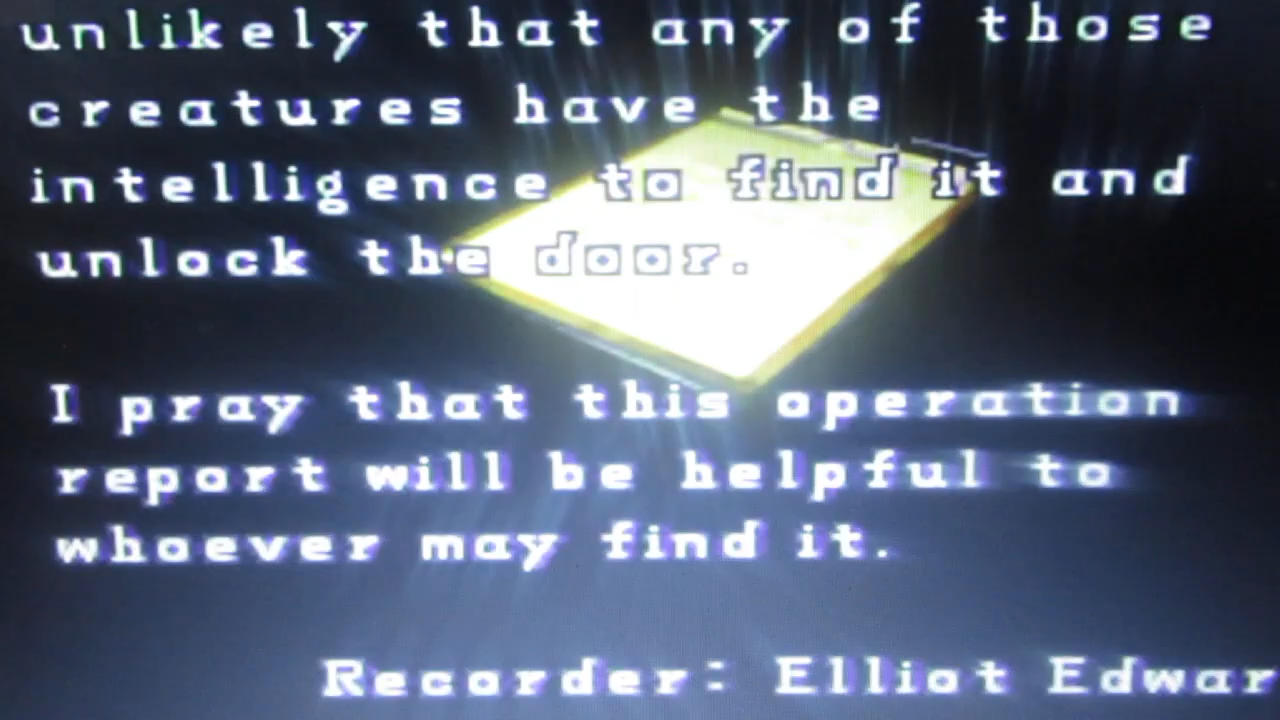 unlikely that any of those
creatures have the
intelligence to find it and
unlock the door.
I pray that this operation
report will be helpful to
whoever may find it.
Recorder: Elliot Edwar